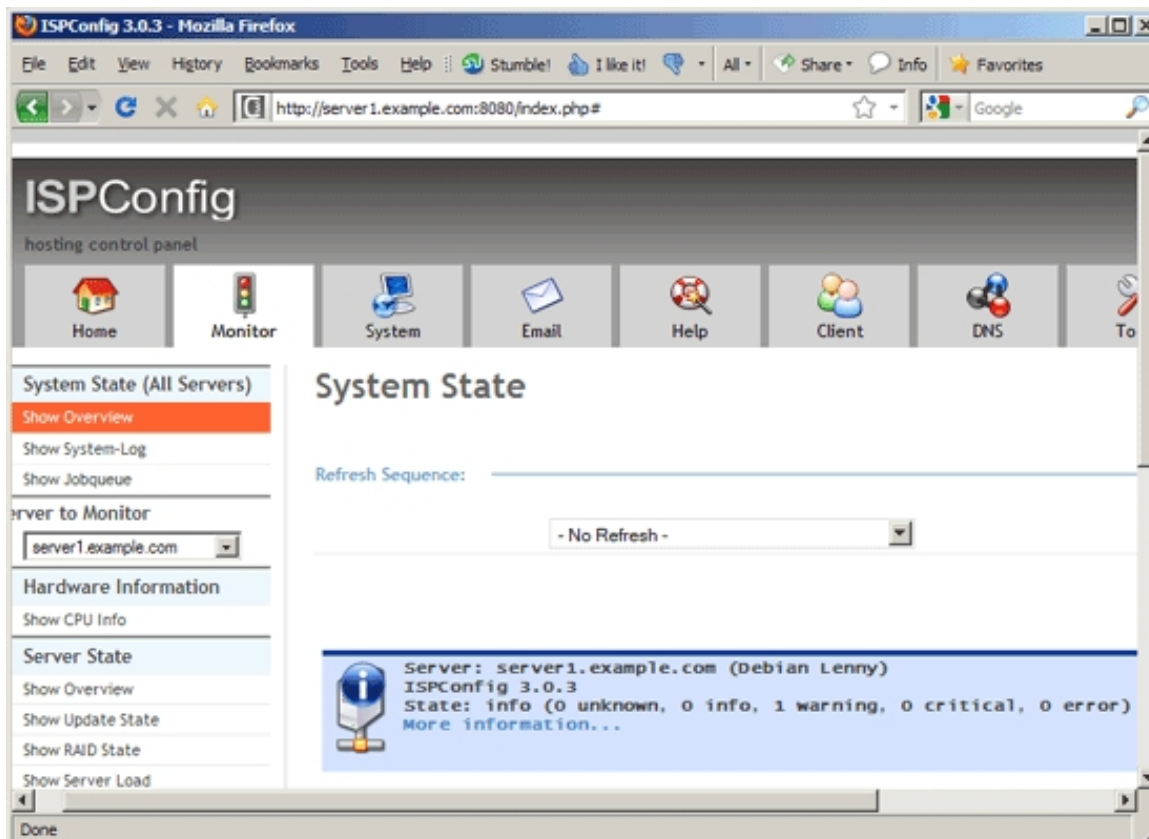 ISPConfig 3.0.3 - Mozilla Firefox
File Edit View History Bookmarks Tools Help Stumble! I like it! All Share Info Favorites
http://server1.example.com:8080/index.php# Google
ISPConfig
hosting control panel
Home Monitor System Email Help Client DNS To
System State (All Servers)
Show Overview
Show System-Log
Show Jobqueue
erver to Monitor
server1.example.com
Hardware Information
Show CPU Info
Server State
Show Overview
Show Update State
Show RAID State
Show Server Load
System State
Refresh Sequence:
- No Refresh -
Server: server1.example.com (Debian Lenny)
ISPConfig 3.0.3
State: info (0 unknown, 0 info, 1 warning, 0 critical, 0 error)
More information...
Done